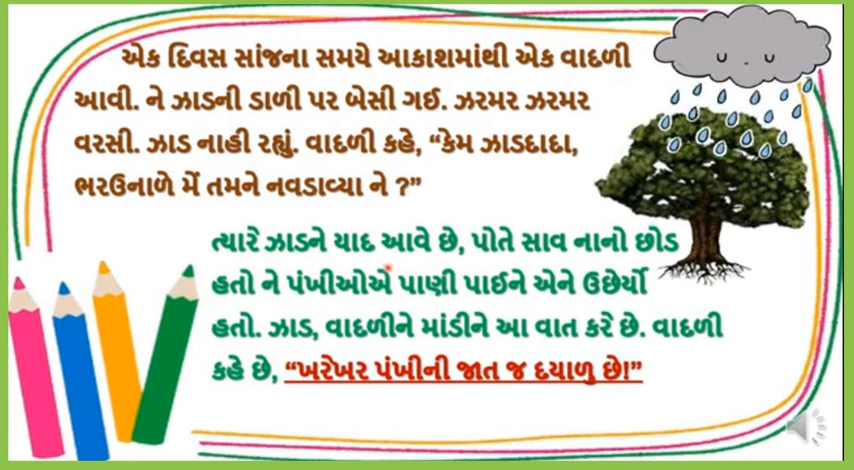 એક દિવસ સાંજના સમયે આકાશમાંથી એક વાદળી
આવી. ને ઝાડની ડાળી પર બેસી ગઈ. ઝરમર ઝરમર
વરસી. ઝાડ નાહી રહ્યું. વાદળી કહે, “કેમ ઝાડદાદા,
ભરઉનાળે મેં તમને નવડાવ્યા ને ?”
ત્યારે ઝાડને યાદ આવે છે, પોતે સાવ નાનો છોડ
હતો ને પંખીઓએ પાણી પાઈને એને ઉછેર્યો
હતો. ઝાડ, વાદળીને માંડીને આ વાત કરે છે. વાદળી
કહે છે, “ખરેખર પંખીની જાત જ દયાળુ છે!”